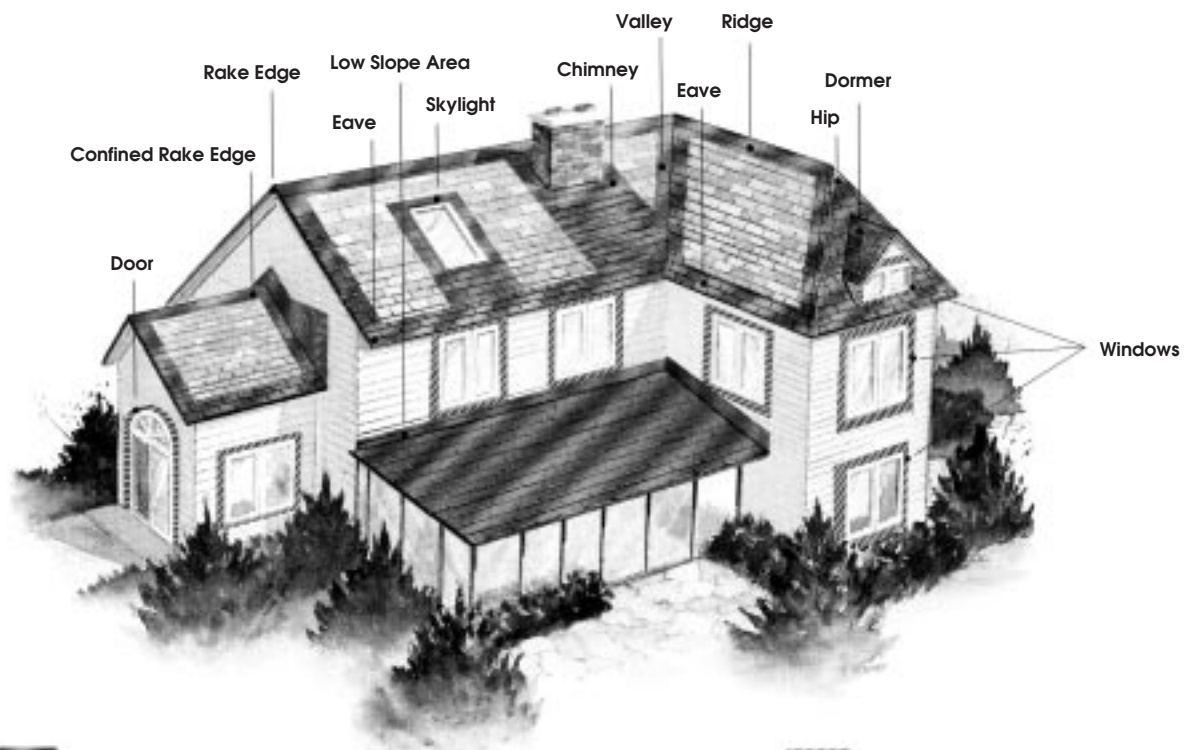 Valley
Ridge
Rake Edge
Low Slope Area
Chimney
Dormer
Eave
Skylight
Eave
Hip
Confined Rake Edge
Door
Windows